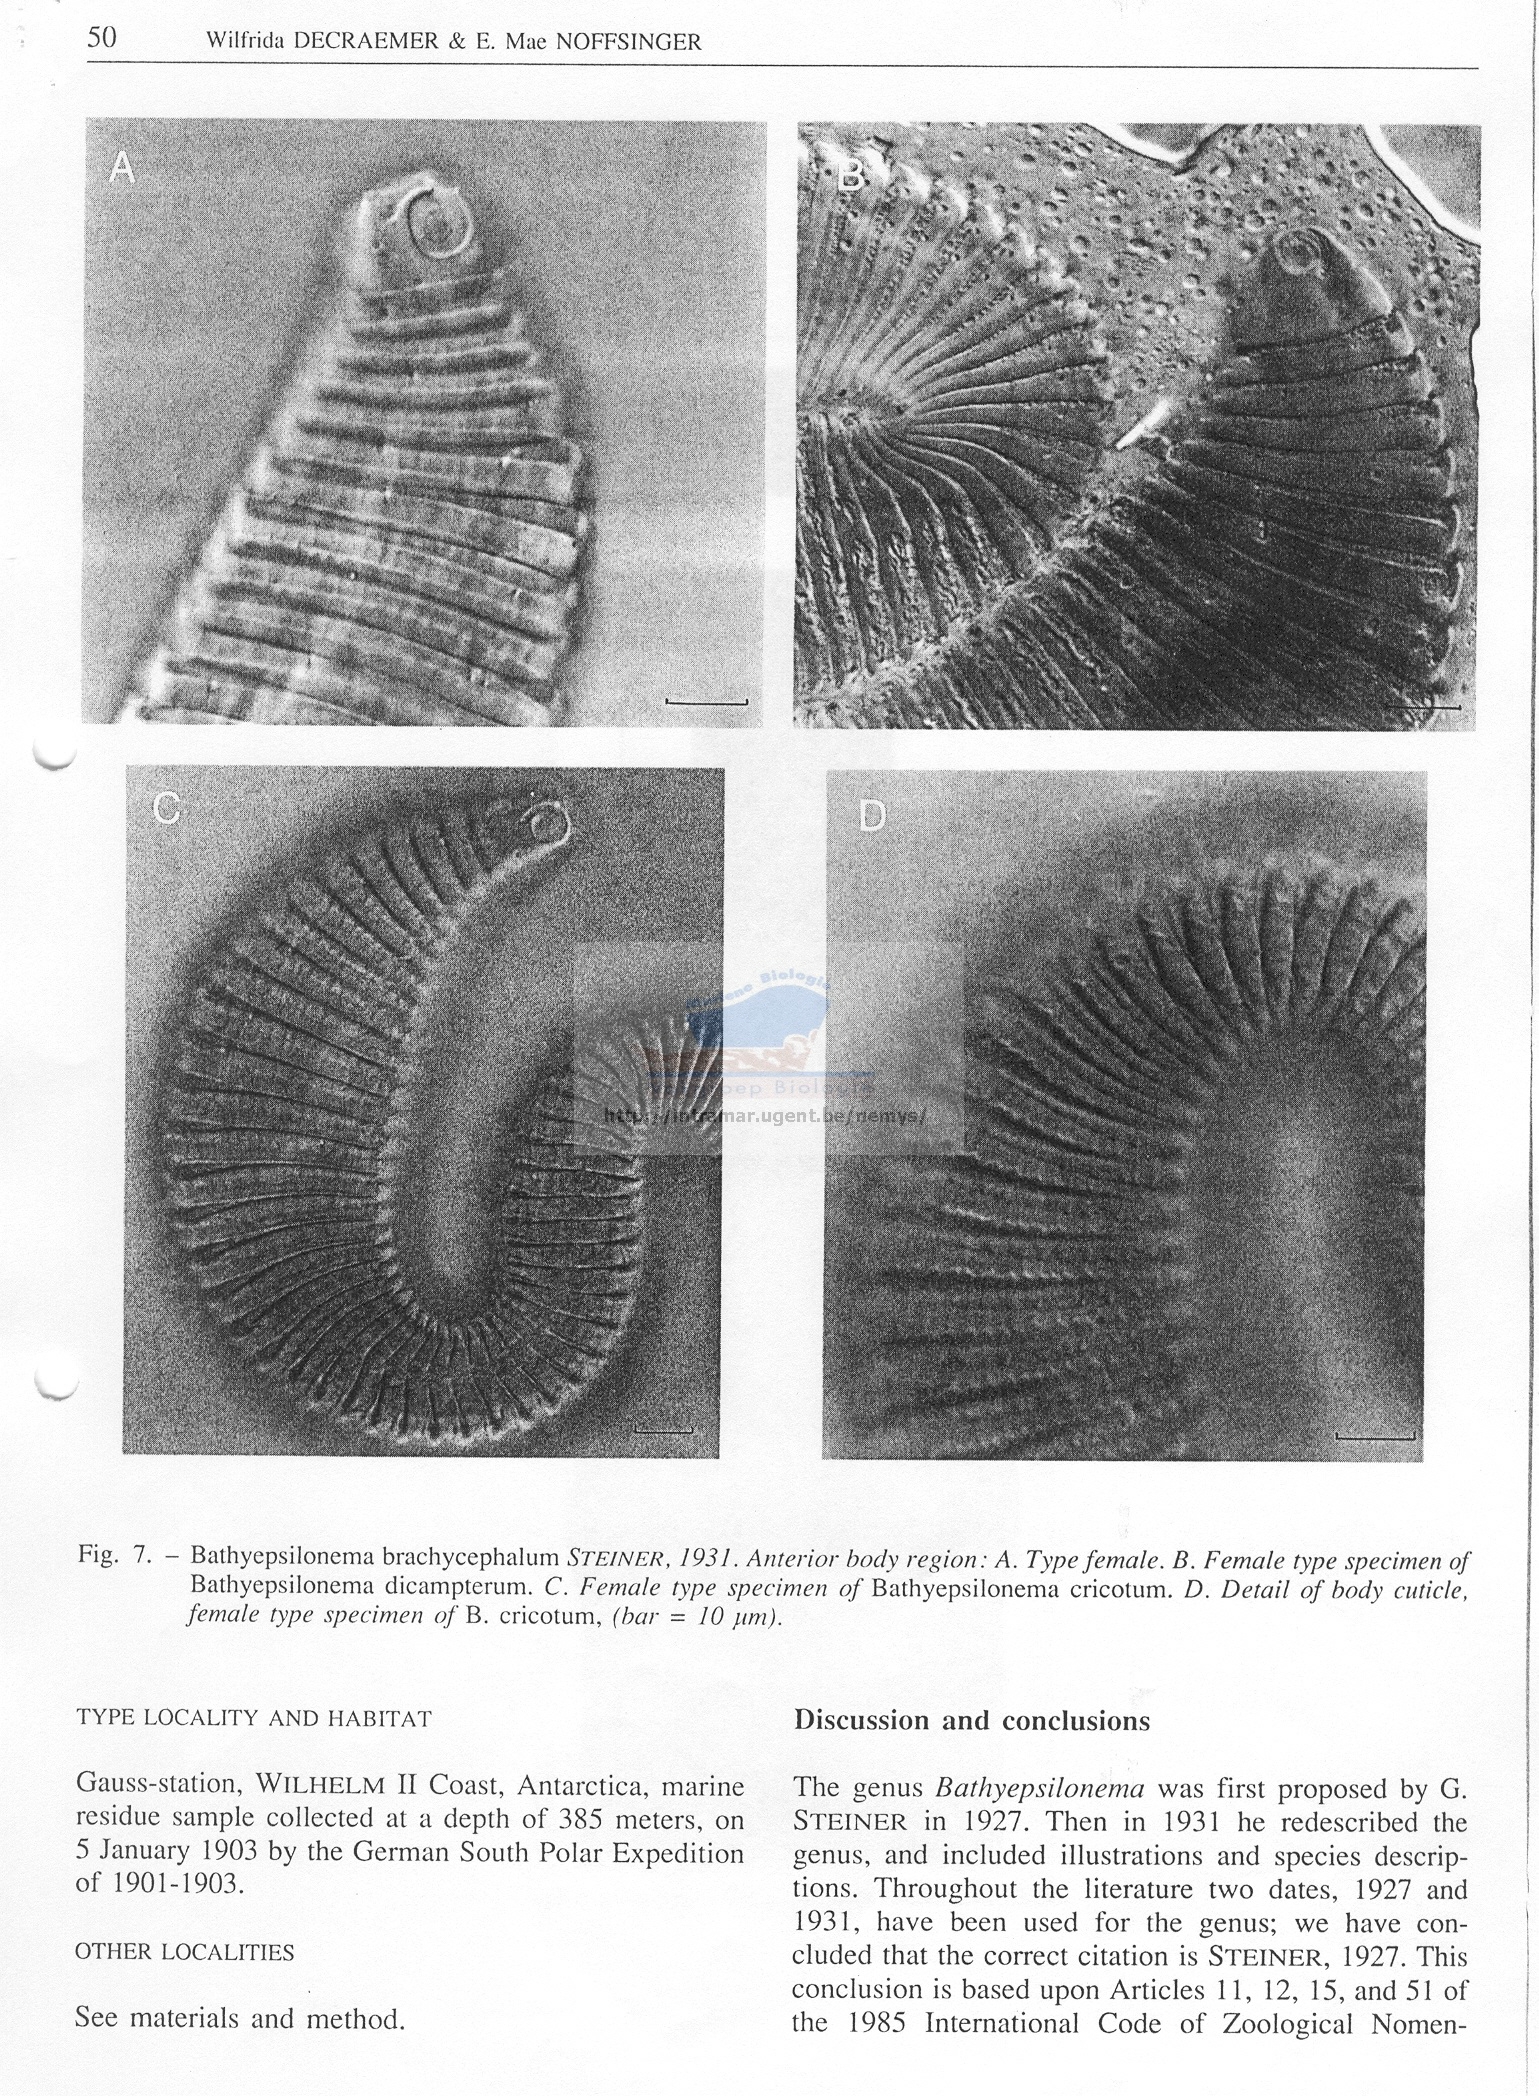 50
Wilfrida DECRAEMER & E. Mae NOFFSINGER
A
B
C
D
Biologie
Biologie
http://intramar.ugent.be/nemys/
Fig. 7. – Bathyepsilonema brachycephalum STEINER, 1931. Anterior body region: A. Type female. B. Female type specimen of
Bathyepsilonema dicampterum. C. Female type specimen of Bathyepsilonema cricotum. D. Detail of body cuticle,
female type specimen of B. cricotum, (bar = 10 µm).
TYPE LOCALITY AND HABITAT
Gauss-station, WILHELM II Coast, Antarctica, marine
residue sample collected at a depth of 385 meters, on
5 January 1903 by the German South Polar Expedition
of 1901-1903.
OTHER LOCALITIES
See materials and method.
Discussion and conclusions
The genus Bathyepsilonema was first proposed by G.
STEINER in 1927. Then in 1931 he redescribed the
genus, and included illustrations and species descrip-
tions. Throughout the literature two dates, 1927 and
1931, have been used for the genus; we have con-
cluded that the correct citation is STEINER, 1927. This
conclusion is based upon Articles 11, 12, 15, and 51 of
the 1985 International Code of Zoological Nomen-